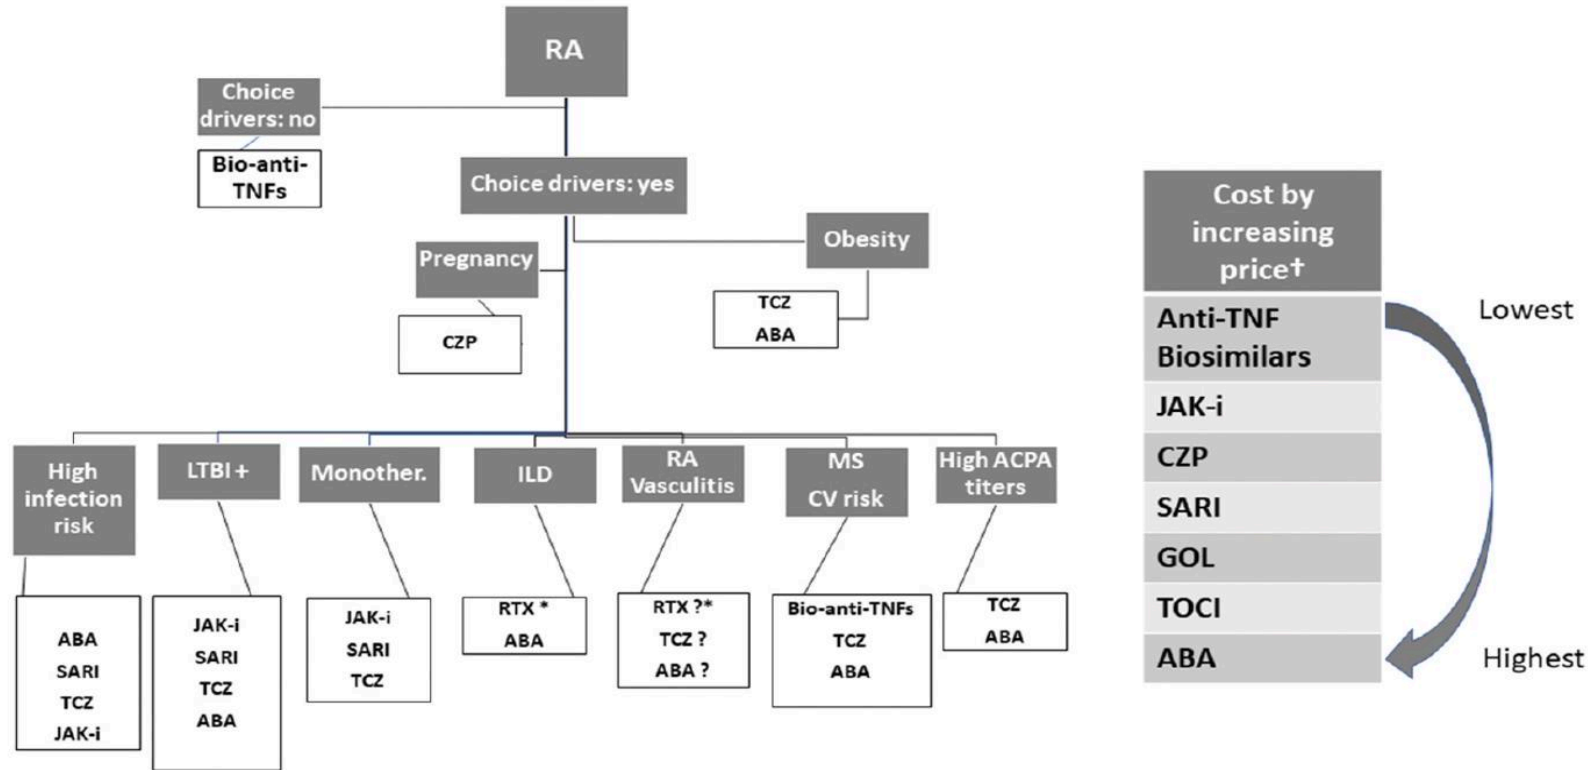 RA
Choice
drivers: no
Bio-anti-
TNFs
Choice drivers: yes
Pregnancy
CZP
Obesity
TCZ
ABA
High
infection
risk
ABA
SARI
TCZ
JAK-i
LTBI +
JAK-i
SARI
TCZ
ABA
Monother.
JAK-i
SARI
TCZ
ILD
RTX *
ABA
RA
Vasculitis
RTX ?*
TCZ ?
ABA ?
MS
CV risk
Bio-anti-TNFs
TCZ
ABA
High ACPA
titers
TCZ
ABA
Cost by
increasing
price†
Anti-TNF
Biosimilars
JAK-i
CZP
SARI
GOL
TOCI
ABA
Lowest
Highest